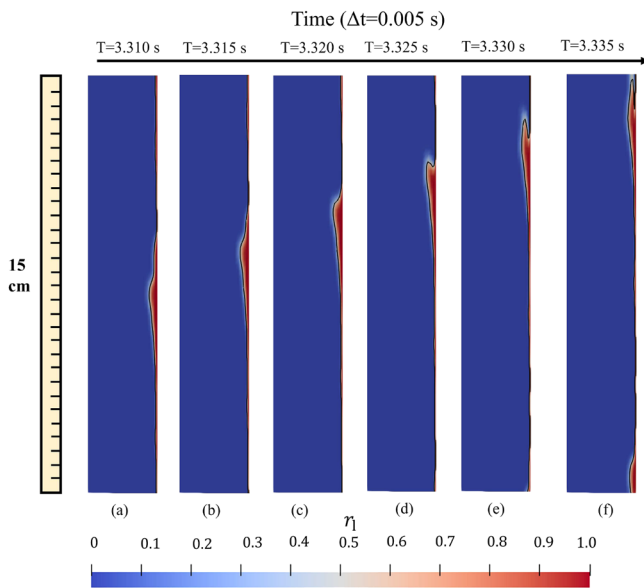 Time (Δt=0.005 s)
T=3.310 s T=3.315 s T=3.320 s T=3.325 s T=3.330 s T=3.335 s
15
cm
(a) (b) (c) (d) (e) (f)
r₁
0 0.1 0.2 0.3 0.4 0.5 0.6 0.7 0.8 0.9 1.0